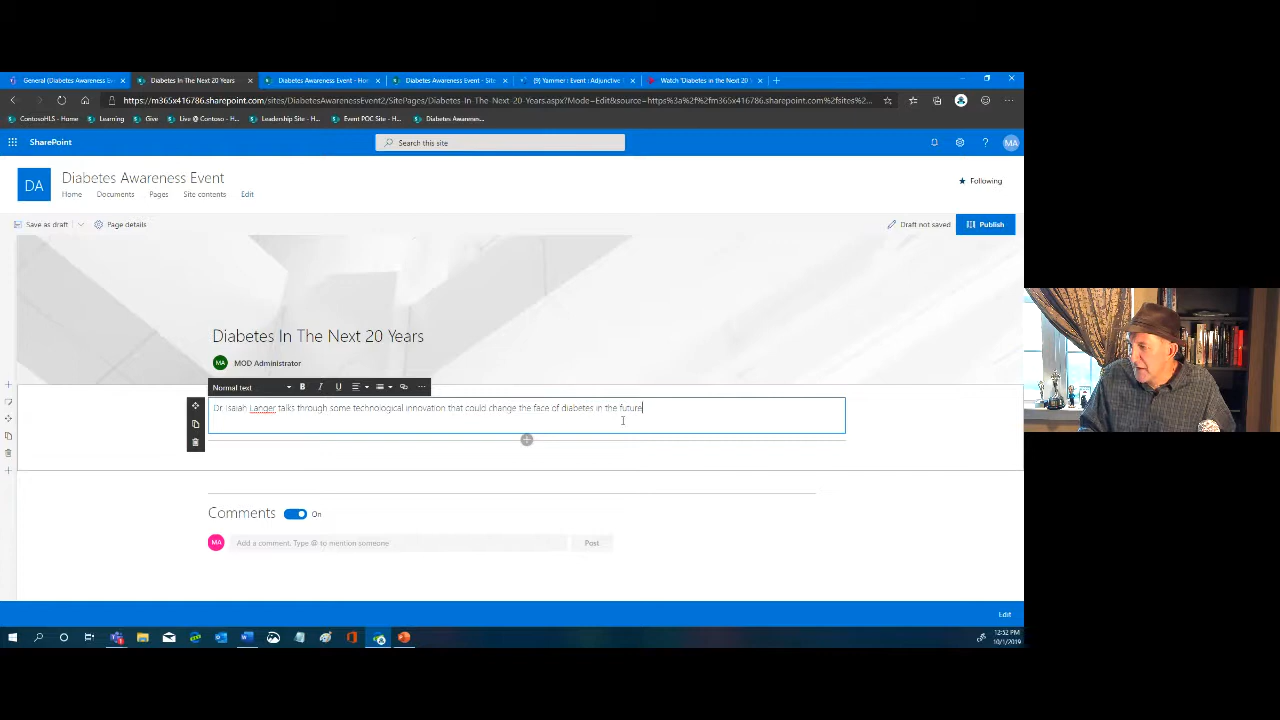 General (Diabetes Awareness Ev
Diabetes In The Next 20 Years
Diabetes Awareness Event - Ho
Diabetes Awareness Event - Site
(9) Yammer : Event : Adjunctive
Watch 'Diabetes in the Next 20
https://m365x416786.sharepoint.com/sites/DiabetesAwarenessEvent2/SitePages/Diabetes-In-The-Next-20-Years.aspx?Mode=Edit&source=https%3a%2f%2fm365x416786.sharepoint.com%2fsites%2...
ContosoHLS - Home
Learning
Give
Live @ Contoso - H...
Leadership Site - H...
Event POC Site - H...
Diabetes Awaren...
SharePoint
Search this site
MA
DA
Diabetes Awareness Event
Home
Documents
Pages
Site contents
Edit
Following
Save as draft
Page details
Draft not saved
Publish
Diabetes In The Next 20 Years
MA
MOD Administrator
Normal text
B
I
U
Dr Isaiah Langer talks through some technological innovation that could change the face of diabetes in the future
Comments
On
MA
Add a comment. Type @ to mention someone
Post
Edit
12:52 PM
10/1/2019